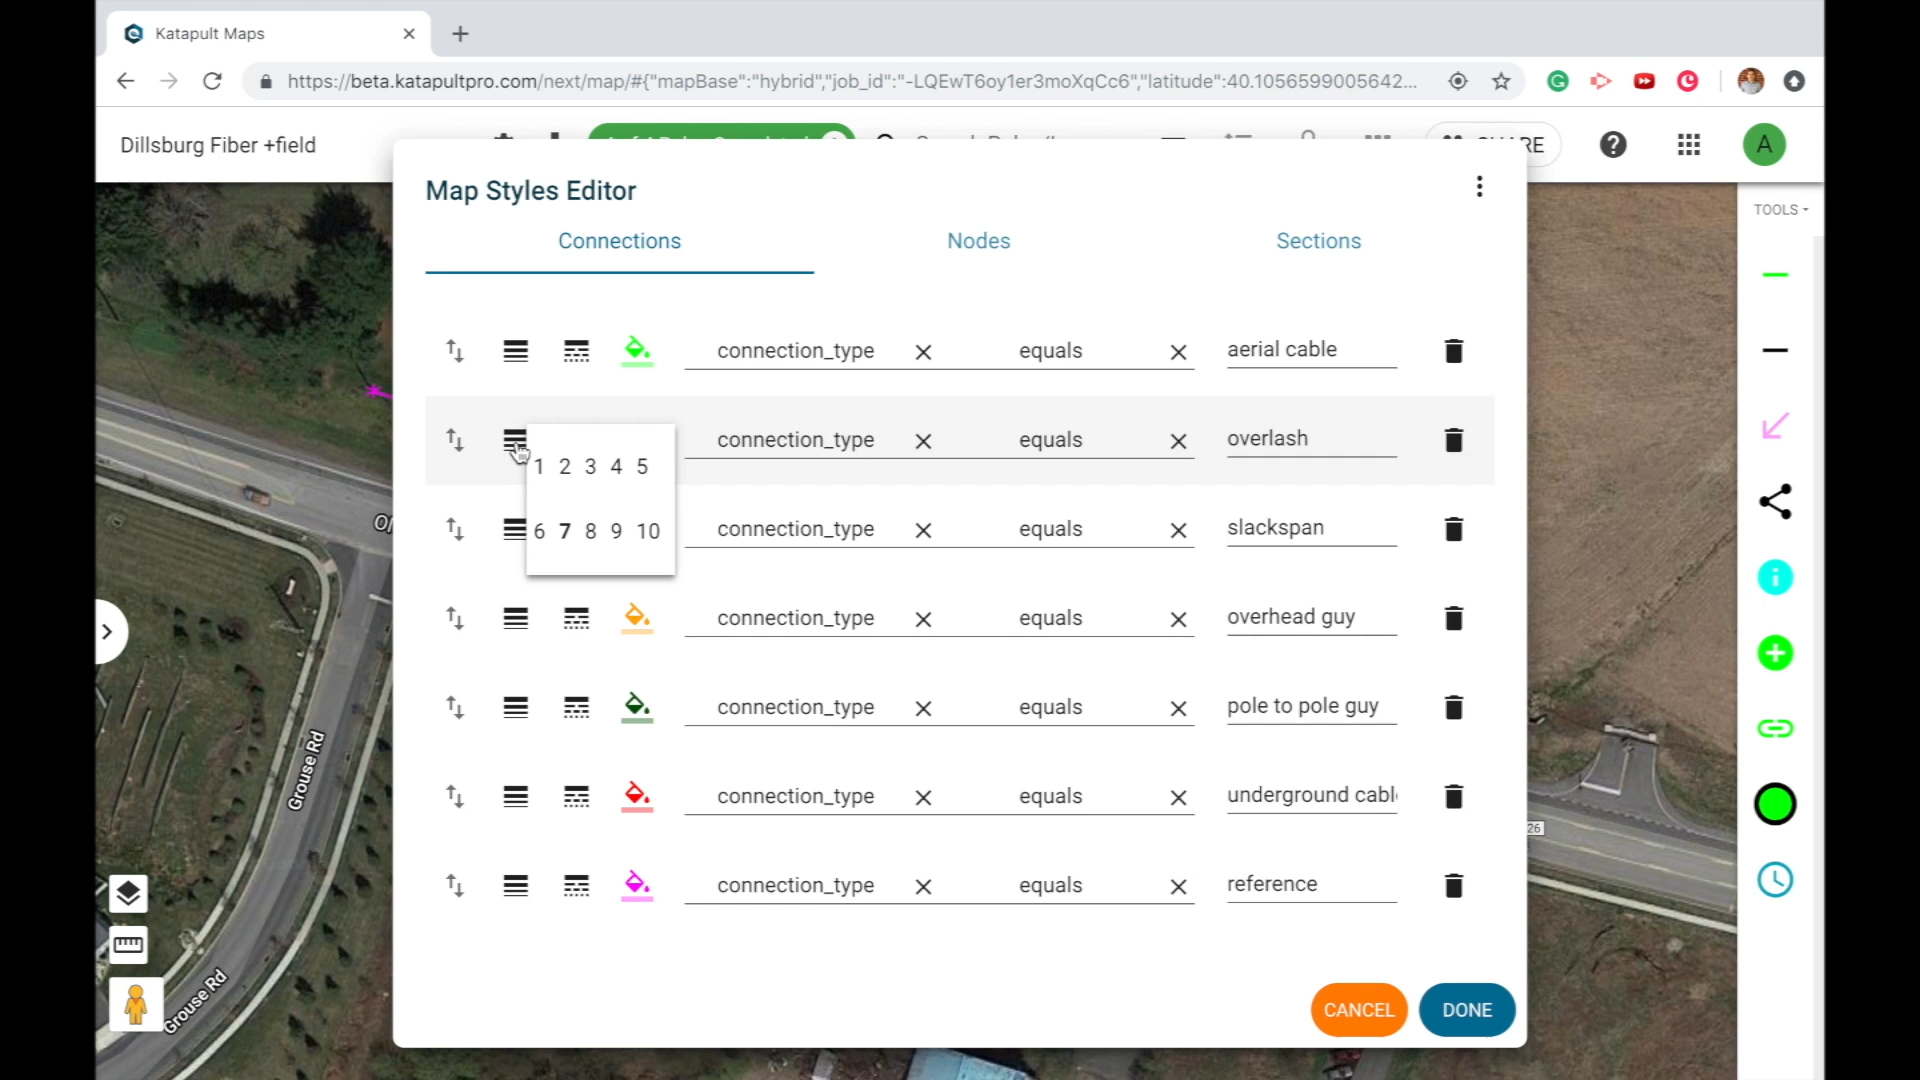 Katapult Maps
https://beta.katapultpro.com/next/map/#{"mapBase":"hybrid","job_id":"-LQEwT6oy1er3moXqCc6","latitude":40.1056599005642...
Dillsburg Fiber +field
SHARE
A
Map Styles Editor
TOOLS
Connections Nodes Sections
connection_type equals aerial cable
connection_type equals overlash
1 2 3 4 5
connection_type equals slackspan
6 7 8 9 10
connection_type equals overhead guy
connection_type equals pole to pole guy
connection_type equals underground cabl
connection_type equals reference
Grouse Rd
Grouse Rd
26
CANCEL DONE